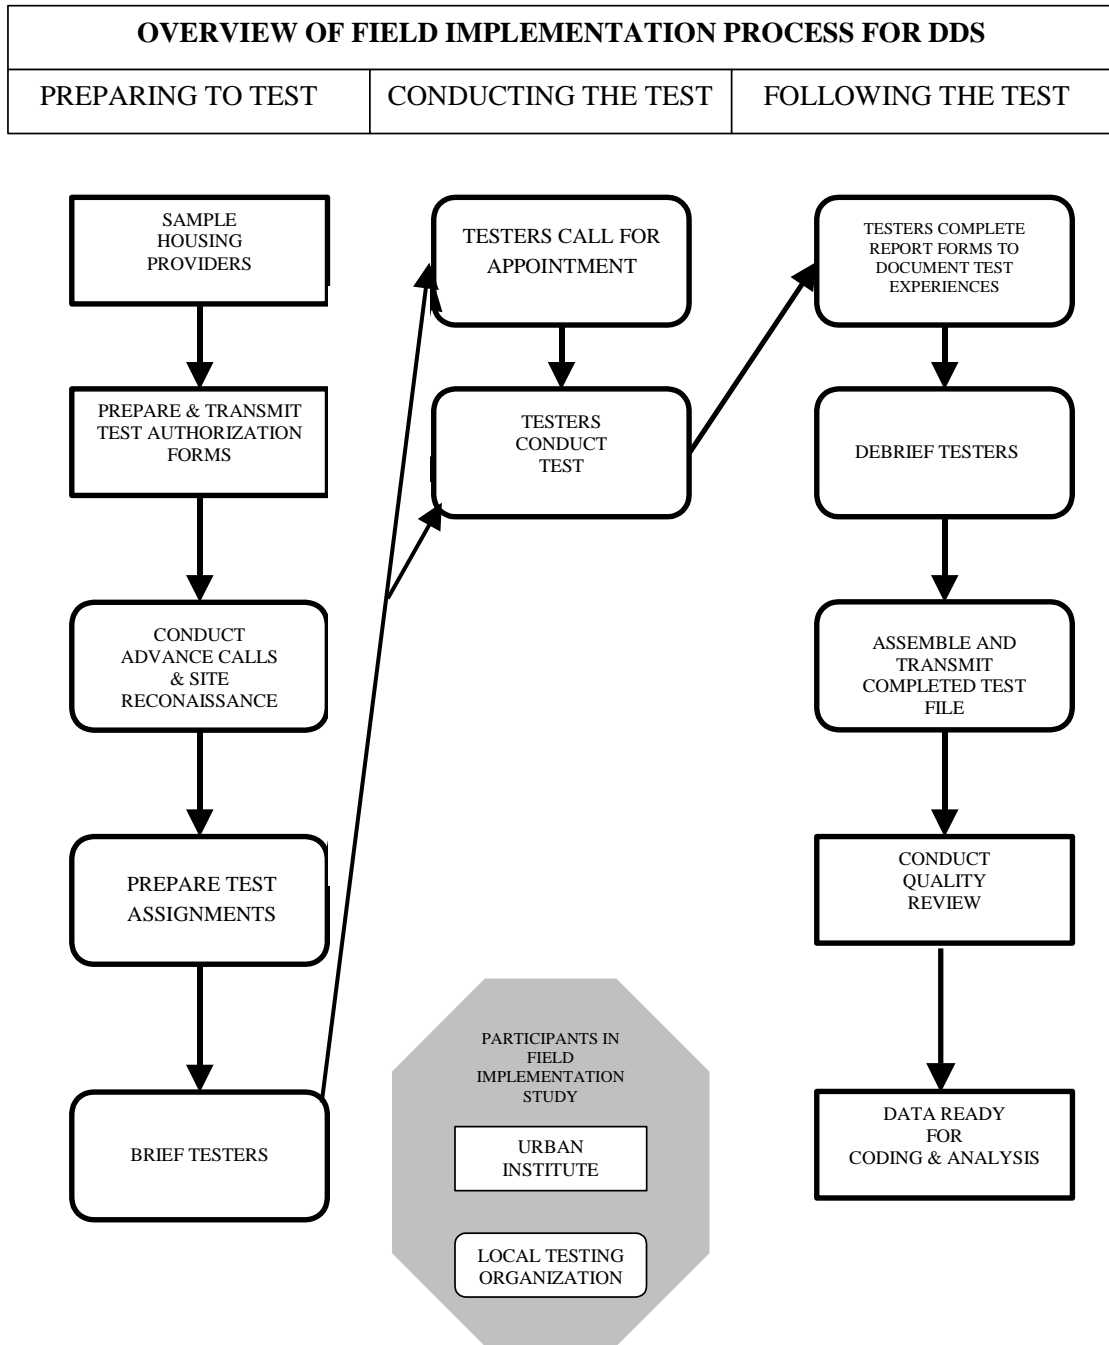 OVERVIEW OF FIELD IMPLEMENTATION PROCESS FOR DDS
PREPARING TO TEST
CONDUCTING THE TEST
FOLLOWING THE TEST
SAMPLE
HOUSING
PROVIDERS
PREPARE & TRANSMIT
TEST AUTHORIZATION
FORMS
CONDUCT
ADVANCE CALLS
& SITE
RECONAISSANCE
PREPARE TEST
ASSIGNMENTS
BRIEF TESTERS
TESTERS CALL FOR
APPOINTMENT
TESTERS
CONDUCT
TEST
TESTERS COMPLETE
REPORT FORMS TO
DOCUMENT TEST
EXPERIENCES
DEBRIEF TESTERS
ASSEMBLE AND
TRANSMIT
COMPLETED TEST
FILE
CONDUCT
QUALITY
REVIEW
DATA READY
FOR
CODING & ANALYSIS
PARTICIPANTS IN
FIELD
IMPLEMENTATION
STUDY
URBAN
INSTITUTE
LOCAL TESTING
ORGANIZATION